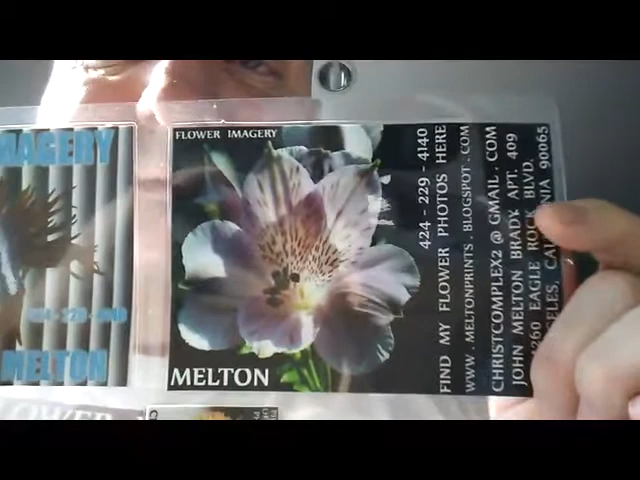 IMAGERY
MELTON
FLOWER IMAGERY
MELTON
424 - 229 - 4140
FIND MY FLOWER PHOTOS HERE
WWW . MELTONPRINTS . BLOGSPOT . COM
CHRISTCOMPLEX2 @ GMAIL . COM
JOHN MELTON BRADY APT. 409
EAGLE ROCK BLVD.
90065